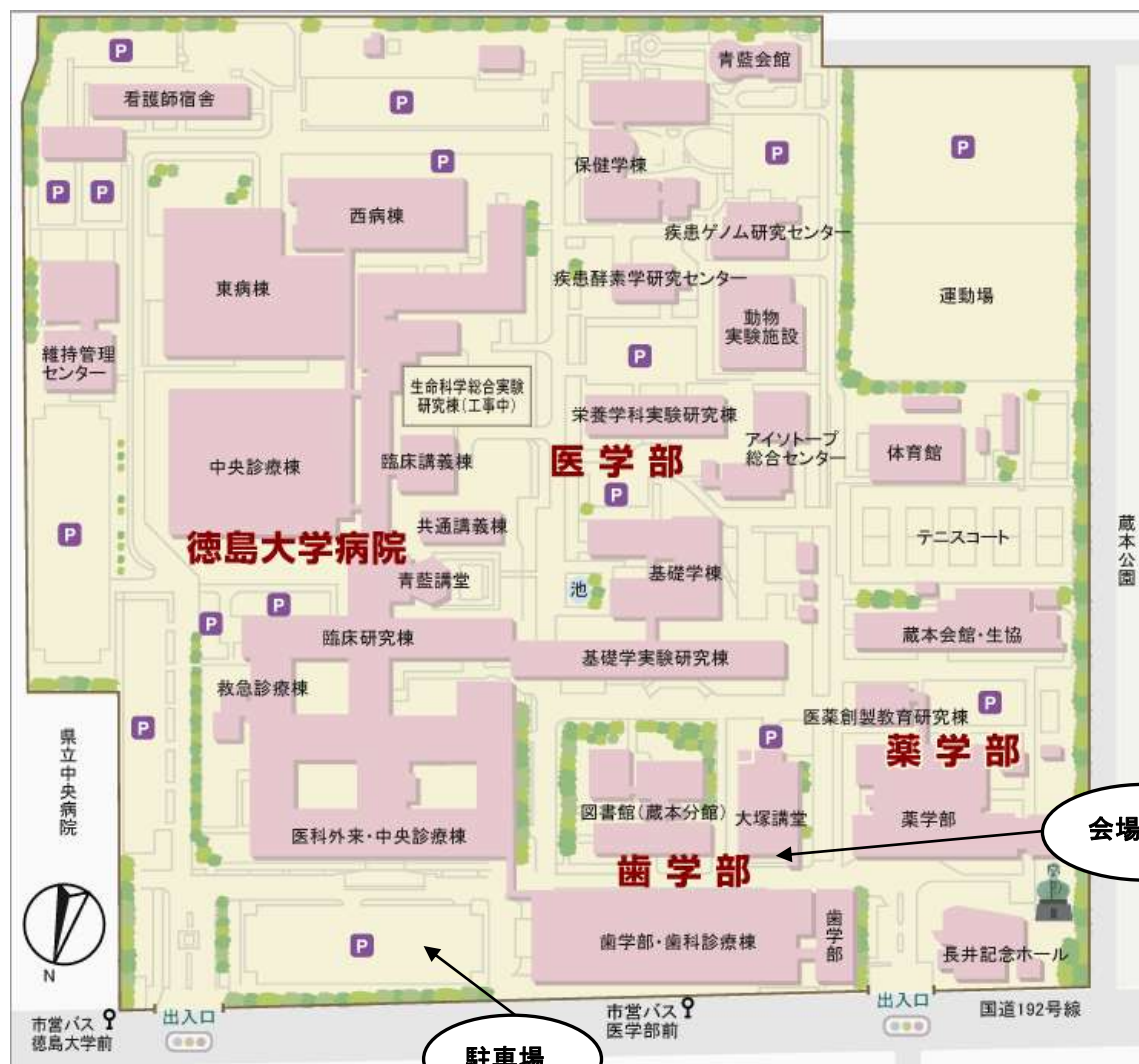 P
看護師宿舎
P
青藍会館
P
P
P
保健学棟
P
P
西病棟
疾患ゲノム研究センター
東病棟
疾患酵素学研究センター
動物
実験施設
運動場
維持管理
センター
P
生命科学総合実験
研究棟(工事中)
栄養学科実験研究棟
アイソトープ
総合センター
体育館
中央診療棟
臨床講義棟
医学部
P
P
徳島大学病院
共通講義棟
テニスコート
蔵本公園
青藍講堂
池
基礎学棟
P
P
臨床研究棟
蔵本会館・生協
基礎学実験研究棟
救急診療棟
P
県立中央病院
医薬創製教育研究棟
P
P
薬学部
図書館(蔵本分館)
大塚講堂
薬学部
会場
医科外来・中央診療棟
歯学部
N
P
歯学部・歯科診療棟
歯学部
長井記念ホール
市営バス
徳島大学前
出入口
市営バス
医学部前
出入口
国道192号線
駐車場